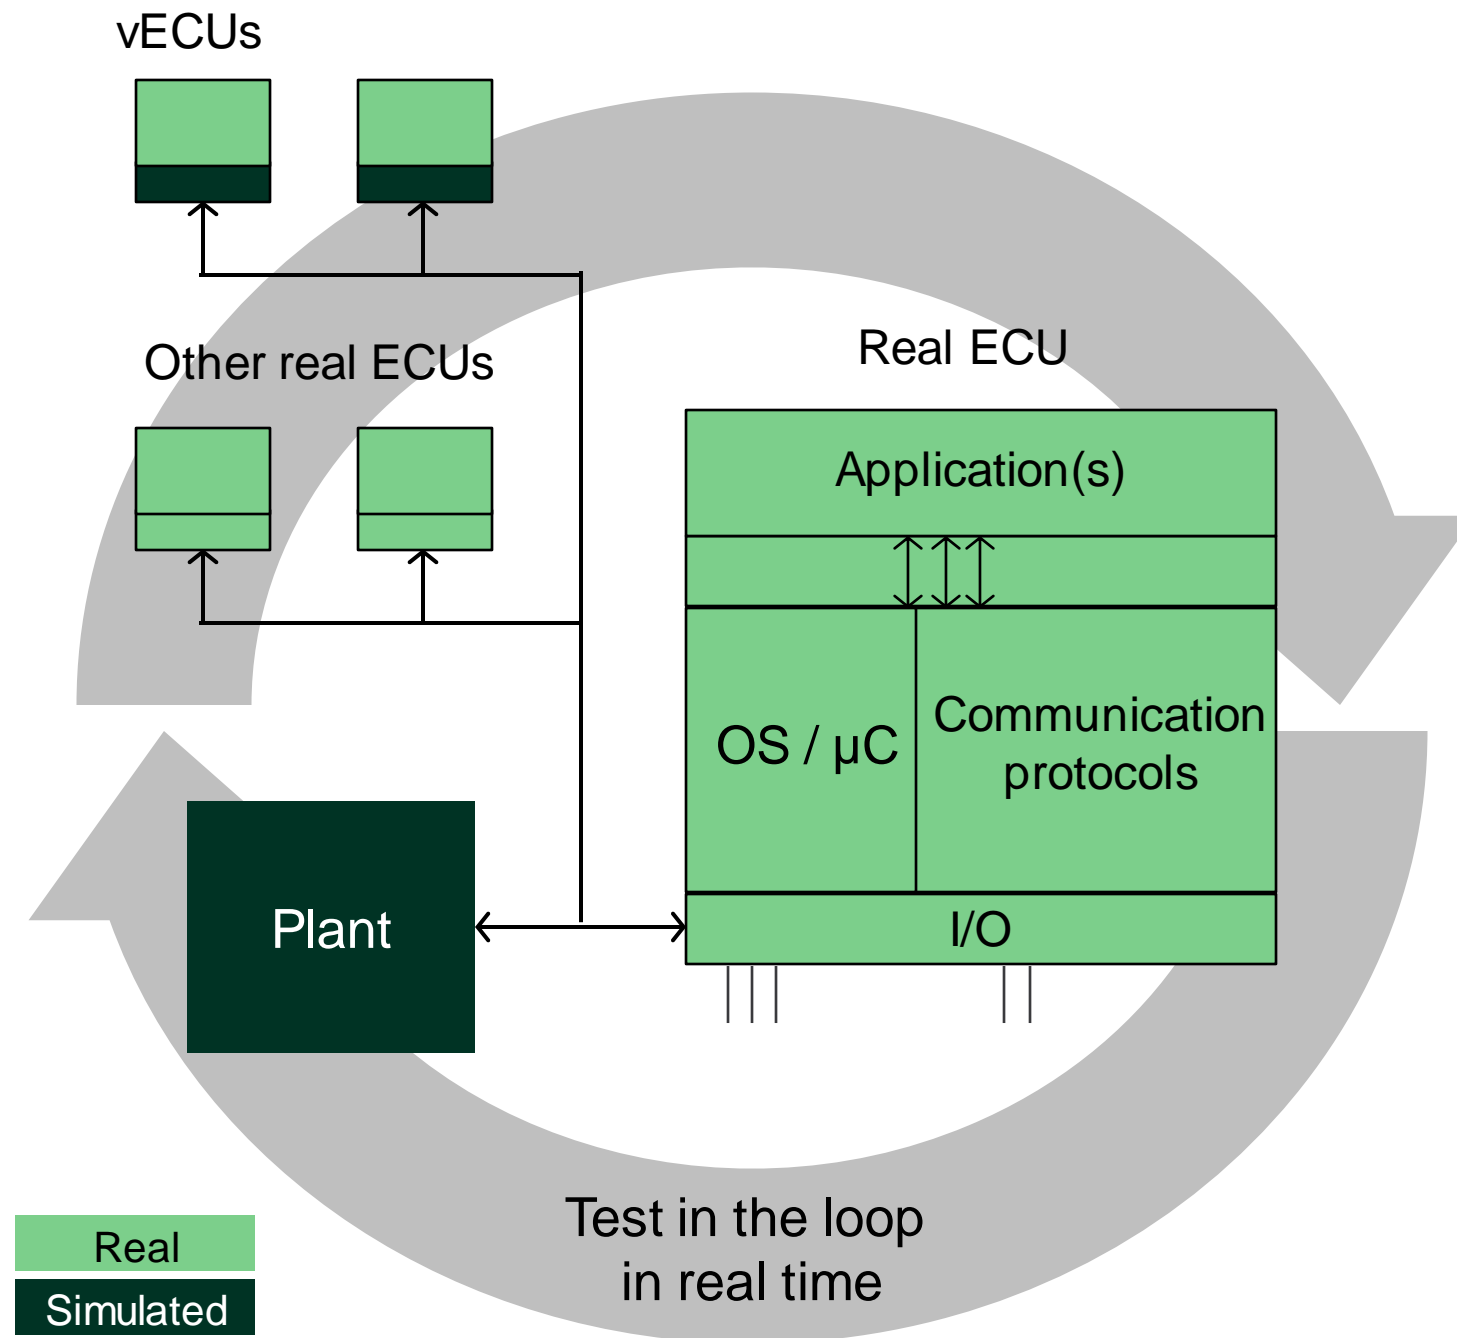 vECUs
Other real ECUs
Real ECU
Application(s)
OS / µC
Communication
protocols
I/O
Plant
Test in the loop
in real time
Real
Simulated